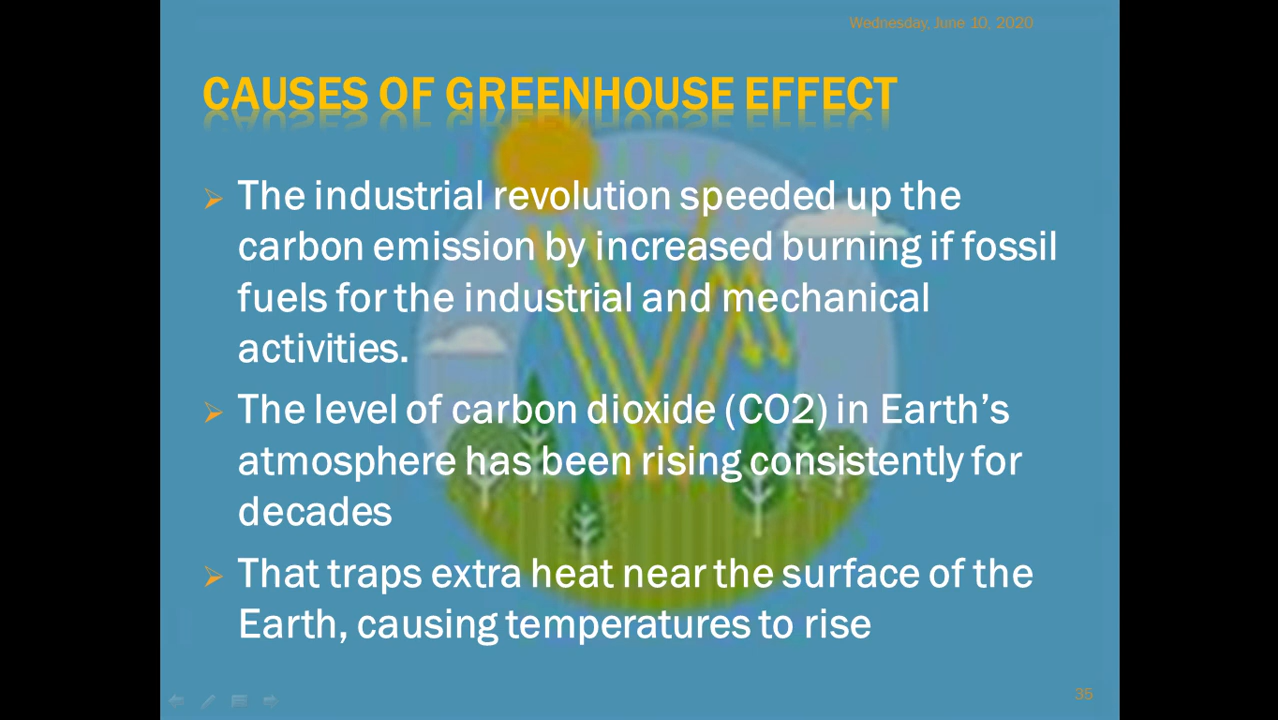 Wednesday, June 10, 2020
CAUSES OF GREENHOUSE EFFECT
The industrial revolution speeded up the
carbon emission by increased burning if fossil
fuels for the industrial and mechanical
activities.
The level of carbon dioxide (CO2) in Earth’s
atmosphere has been rising consistently for
decades
That traps extra heat near the surface of the
Earth, causing temperatures to rise
35